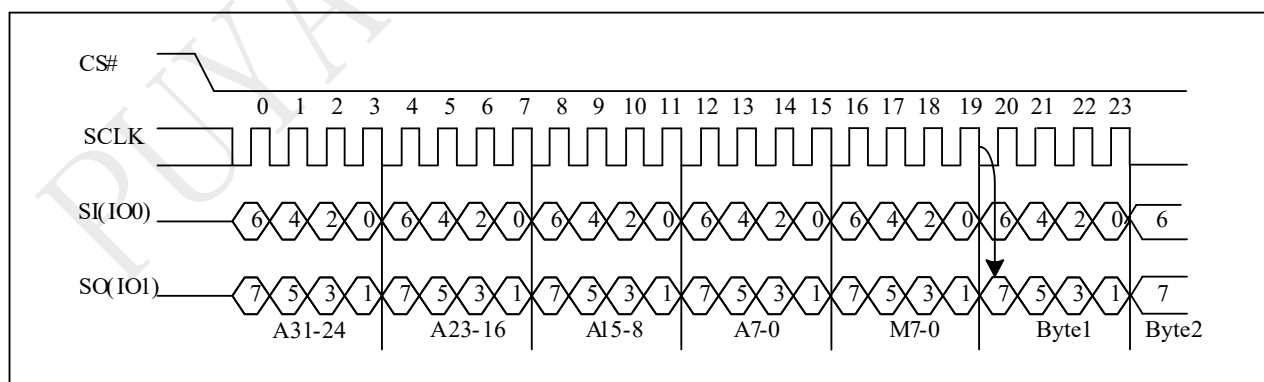 PUYA
CS#
0 1 2 3 4 5 6 7 8 9 10 11 12 13 14 15 16 17 18 19 20 21 22 23
SCLK
SI(IO0) 6 4 2 0 6 4 2 0 6 4 2 0 6 4 2 0 6 4 2 0 6 4 2 0 6
SO(IO1) 7 5 3 1 7 5 3 1 7 5 3 1 7 5 3 1 7 5 3 1 7 5 3 1 7
A31-24 A23-16 A15-8 A7-0 M7-0 Byte1 Byte2